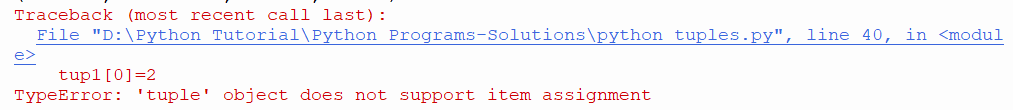 Traceback (most recent call last):
File "D:\Python Tutorial\Python Programs-Solutions\python tuples.py", line 40, in <modul
e>
tup1[0]=2
TypeError: 'tuple' object does not support item assignment